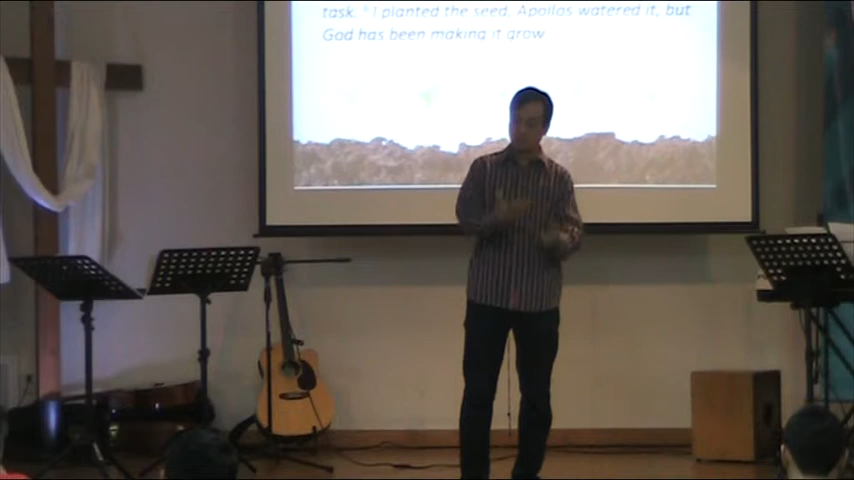 task. ⁶ I planted the seed, Apollos watered it, but
God has been making it grow